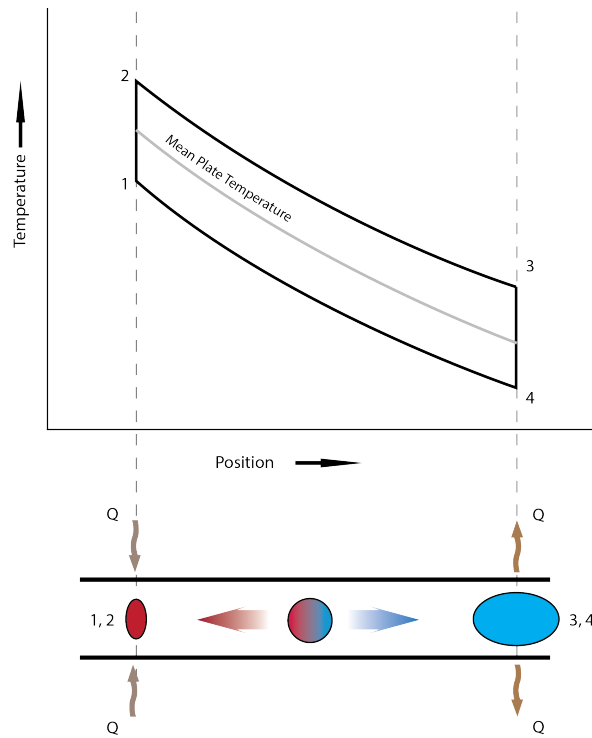 2
Mean Plate Temperature
1
3
4
Temperature
Position
Q
Q
1, 2
3, 4
Q
Q